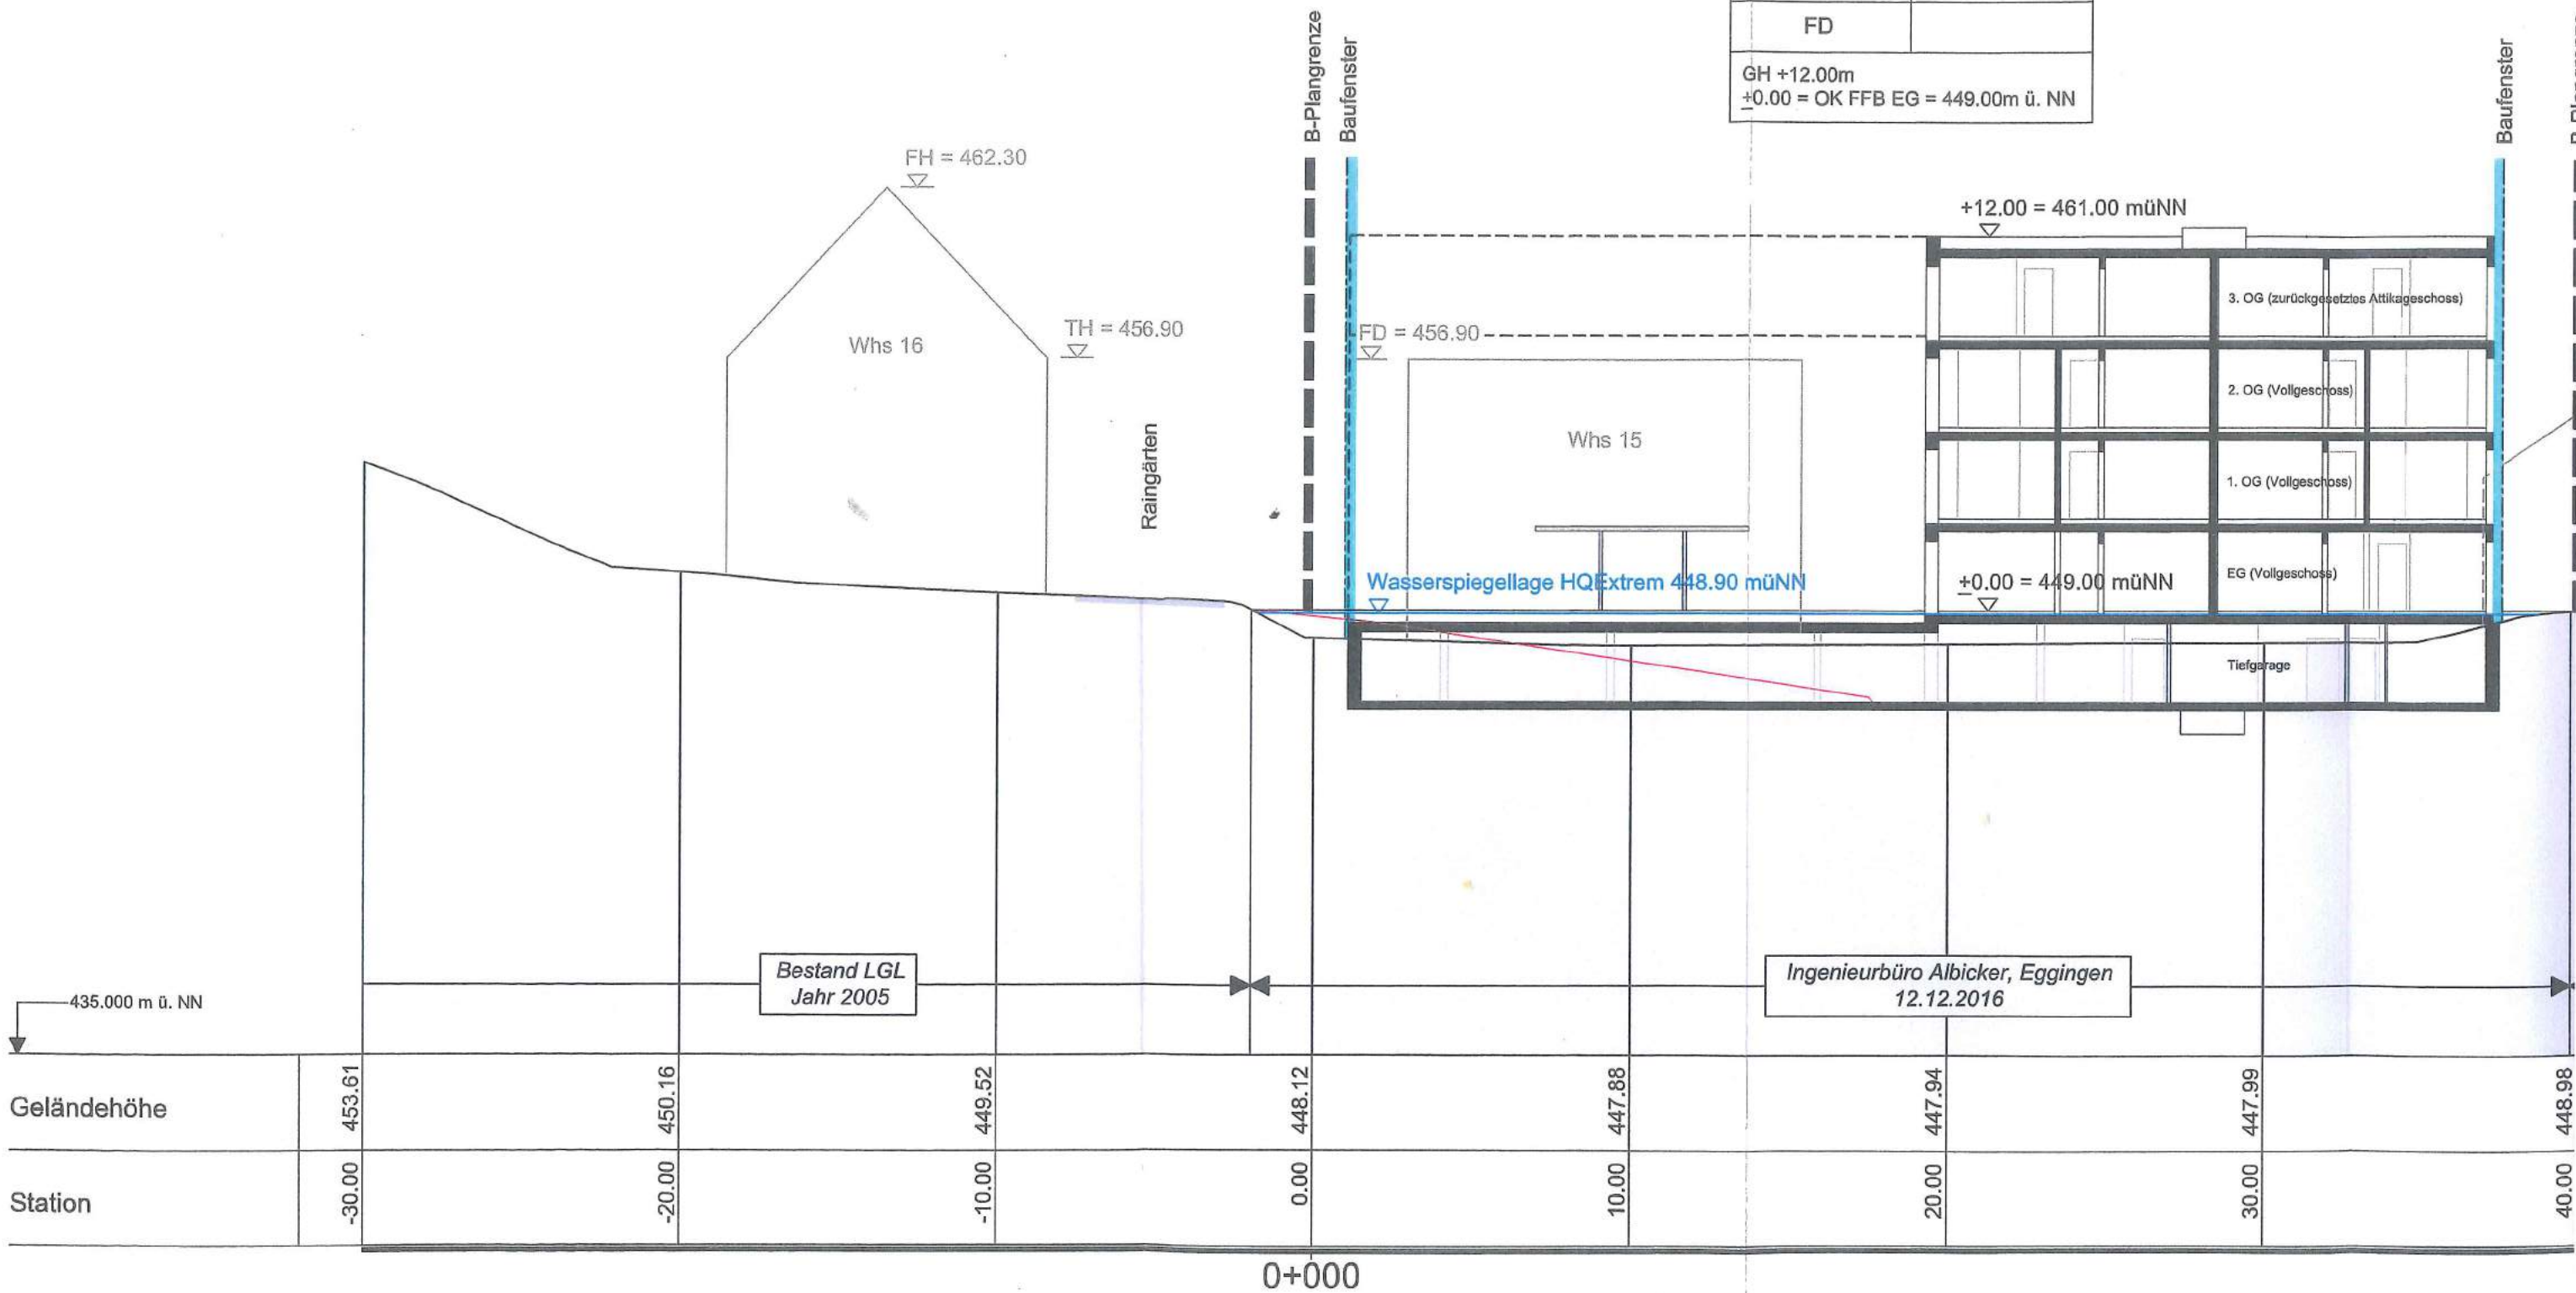 FD
GH +12.00m
±0.00 = OK FFB EG = 449.00m ü. NN
B-Plangrenze
Baufenster
Baufenster
FH = 462.30
+12.00 = 461.00 müNN
TH = 456.90
Whs 16
FD = 456.90
3. OG (zurückgesetztes Attikageschoss)
2. OG (Vollgeschoss)
Whs 15
Raingärten
1. OG (Vollgeschoss)
Wasserspiegellage HQExtrem 448.90 müNN
±0.00 = 449.00 müNN
EG (Vollgeschoss)
Tiefgarage
Bestand LGL
Jahr 2005
Ingenieurbüro Albicker, Eggingen
12.12.2016
435.000 m ü. NN
Geländehöhe 453.61 450.16 449.52 448.12 447.88 447.94 447.99 448.98
Station -30.00 -20.00 -10.00 0.00 10.00 20.00 30.00 40.00
0+000